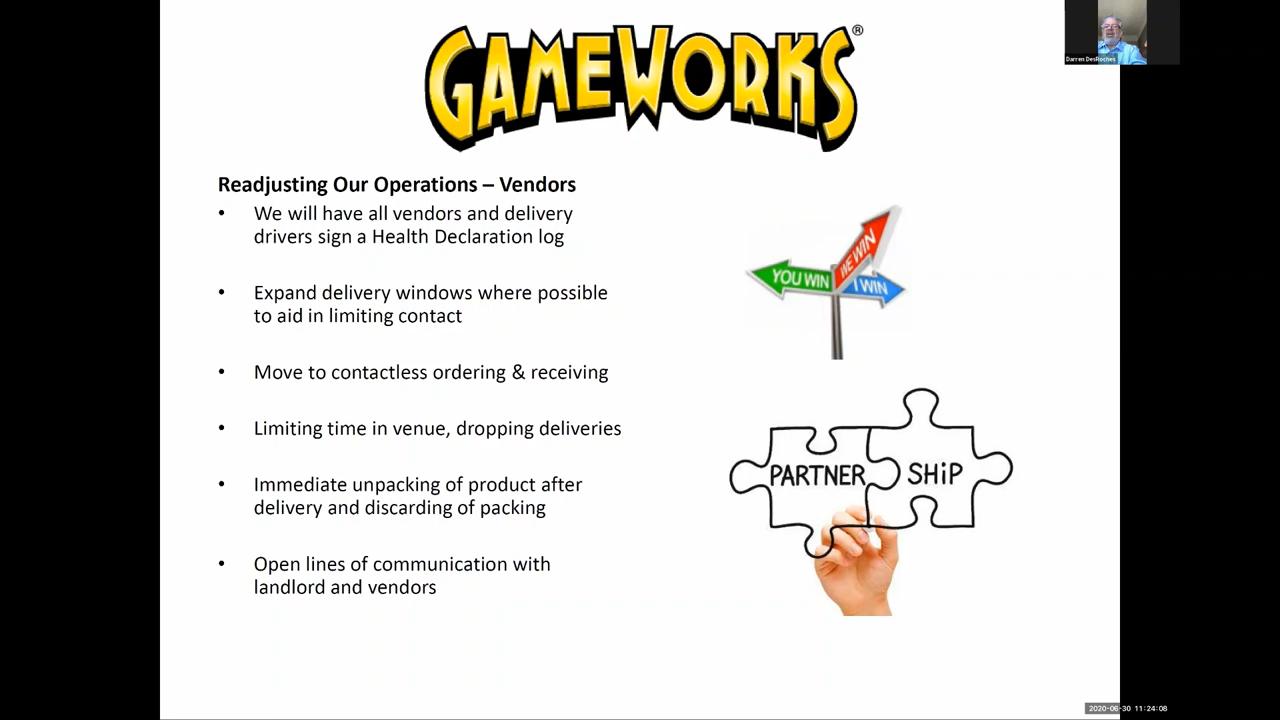 GAMEWORKS®
Darren DesRoches
Readjusting Our Operations – Vendors
• We will have all vendors and delivery
drivers sign a Health Declaration log
• Expand delivery windows where possible
to aid in limiting contact
• Move to contactless ordering & receiving
• Limiting time in venue, dropping deliveries
• Immediate unpacking of product after
delivery and discarding of packing
• Open lines of communication with
landlord and vendors
YOU WIN
WE WIN
I WIN
PARTNER
SHiP
2020-06-30 11:24:08